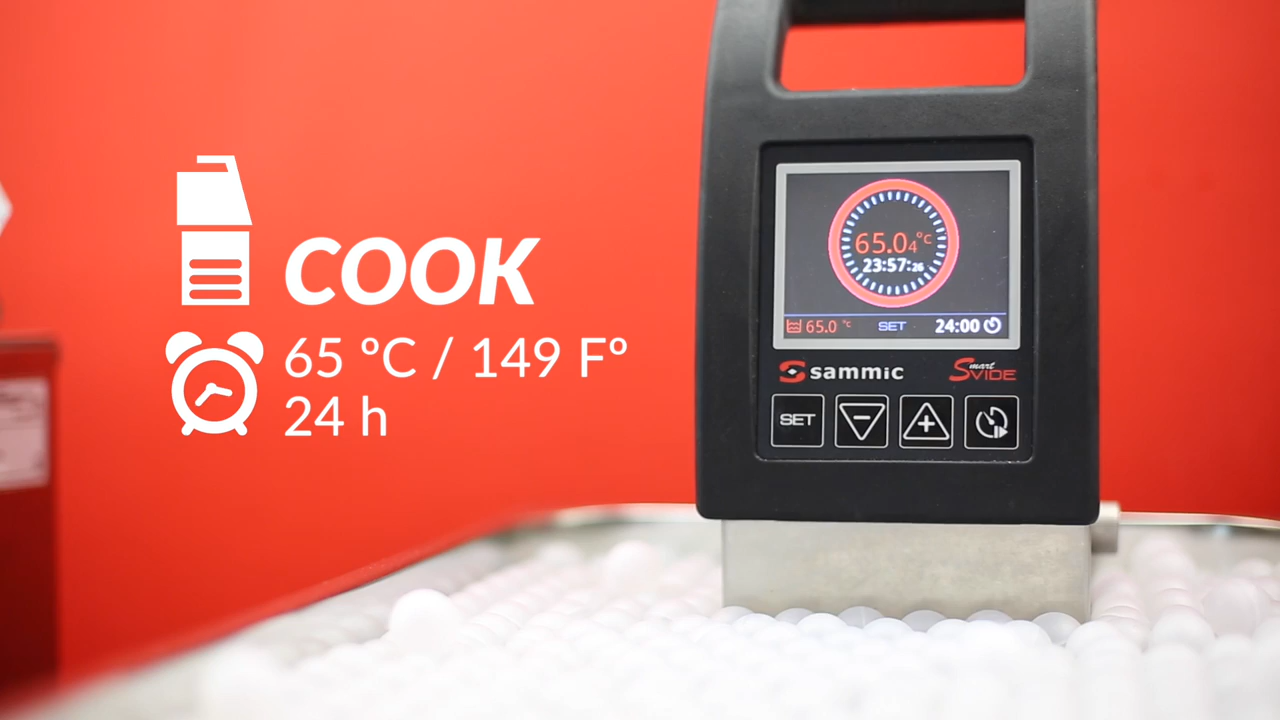 COOK
65 ºC / 149 Fº
24 h
65.04°C
23:57:26
65.0 °C SET 24:00
sammic
Smart
VIDE
SET